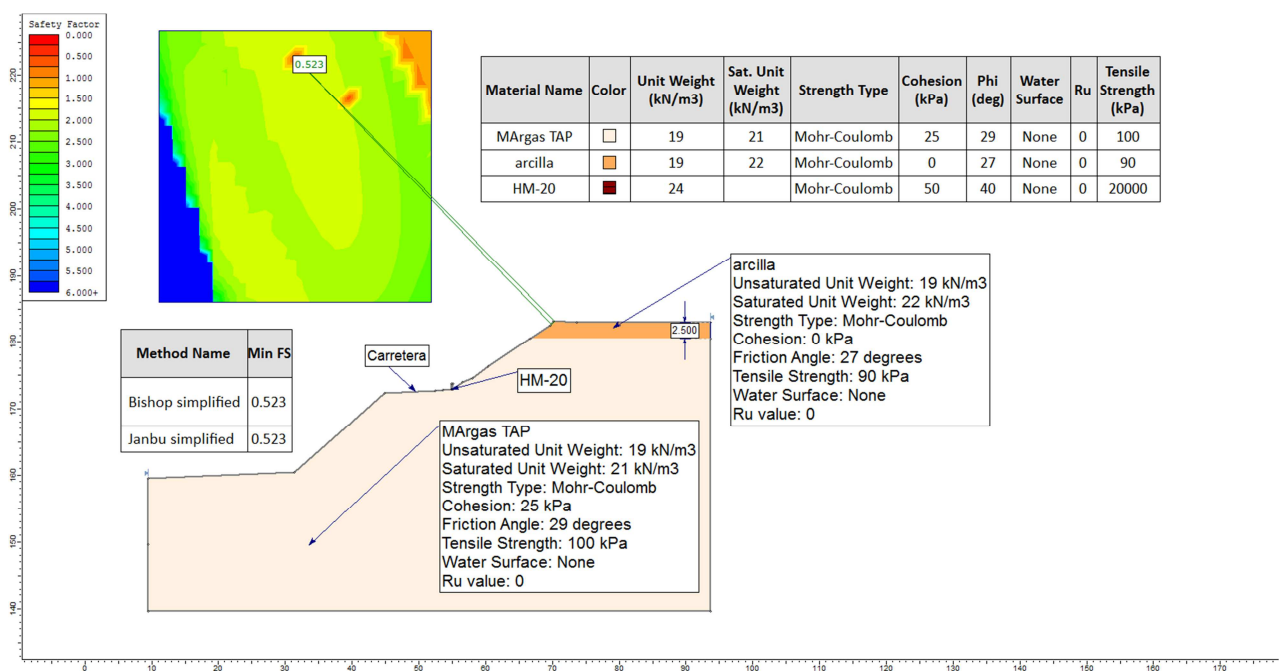 Safety Factor
0.000
0.500
1.000
1.500
2.000
2.500
3.000
3.500
4.000
4.500
5.000
5.500
6.000+
0.523
Material Name Color Unit Weight (kN/m3) Sat. Unit Weight (kN/m3) Strength Type Cohesion (kPa) Phi (deg) Water Surface Ru Tensile Strength (kPa)
MArgas TAP 19 21 Mohr-Coulomb 25 29 None 0 100
arcilla 19 22 Mohr-Coulomb 0 27 None 0 90
HM-20 24 Mohr-Coulomb 50 40 None 0 20000
arcilla
Unsaturated Unit Weight: 19 kN/m3
Saturated Unit Weight: 22 kN/m3
Strength Type: Mohr-Coulomb
Cohesion: 0 kPa
Friction Angle: 27 degrees
Tensile Strength: 90 kPa
Water Surface: None
Ru value: 0
2.500
Method Name Min FS
Bishop simplified 0.523
Janbu simplified 0.523
Carretera
HM-20
MArgas TAP
Unsaturated Unit Weight: 19 kN/m3
Saturated Unit Weight: 21 kN/m3
Strength Type: Mohr-Coulomb
Cohesion: 25 kPa
Friction Angle: 29 degrees
Tensile Strength: 100 kPa
Water Surface: None
Ru value: 0
220
210
200
190
180
170
160
150
140
0 10 20 30 40 50 60 70 80 90 100 110 120 130 140 150 160 170